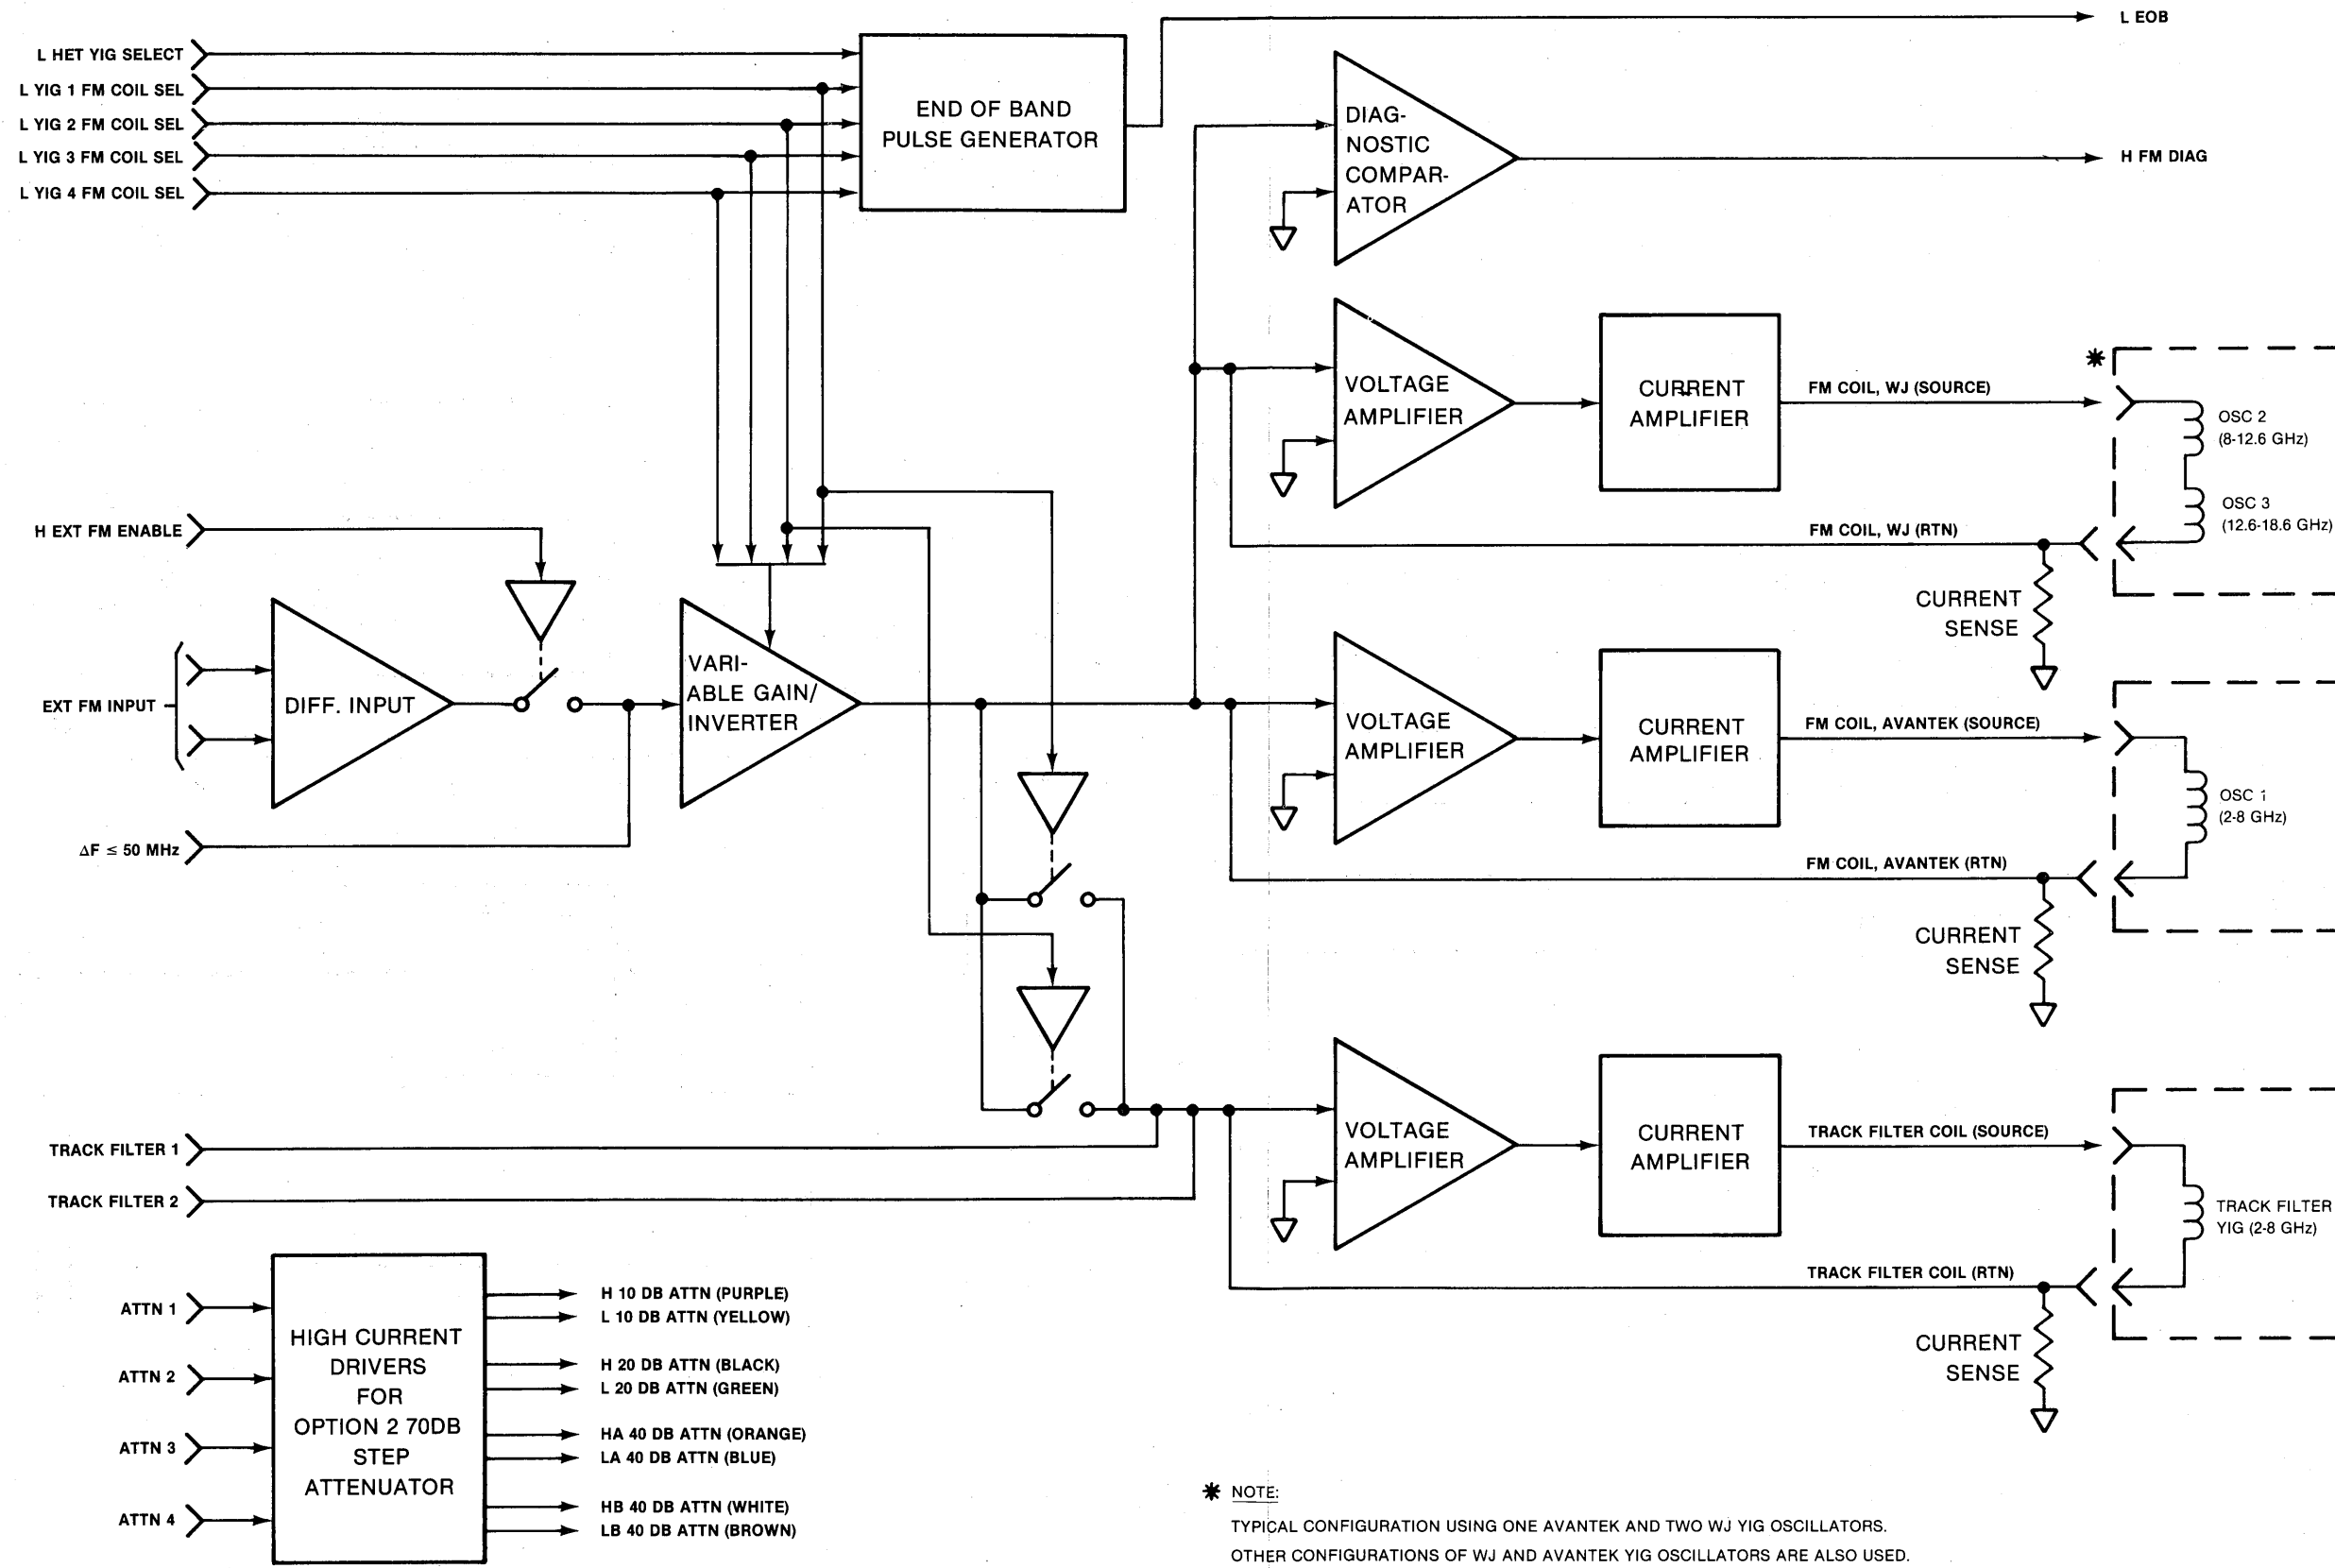 L HET YIG SELECT
L YIG 1 FM COIL SEL
L YIG 2 FM COIL SEL
L YIG 3 FM COIL SEL
L YIG 4 FM COIL SEL
END OF BAND
PULSE GENERATOR
L EOB
DIAG-
NOSTIC
COMPAR-
ATOR
H FM DIAG
VOLTAGE
AMPLIFIER
CURRENT
AMPLIFIER
FM COIL, WJ (SOURCE)
*
OSC 2
(8-12.6 GHz)
OSC 3
(12.6-18.6 GHz)
FM COIL, WJ (RTN)
CURRENT
SENSE
H EXT FM ENABLE
EXT FM INPUT
DIFF. INPUT
VARI-
ABLE GAIN/
INVERTER
ΔF ≤ 50 MHz
VOLTAGE
AMPLIFIER
CURRENT
AMPLIFIER
FM COIL, AVANTEK (SOURCE)
OSC 1
(2-8 GHz)
FM COIL, AVANTEK (RTN)
CURRENT
SENSE
TRACK FILTER 1
TRACK FILTER 2
VOLTAGE
AMPLIFIER
CURRENT
AMPLIFIER
TRACK FILTER COIL (SOURCE)
TRACK FILTER
YIG (2-8 GHz)
TRACK FILTER COIL (RTN)
CURRENT
SENSE
ATTN 1
ATTN 2
ATTN 3
ATTN 4
HIGH CURRENT
DRIVERS
FOR
OPTION 2 70DB
STEP
ATTENUATOR
H 10 DB ATTN (PURPLE)
L 10 DB ATTN (YELLOW)
H 20 DB ATTN (BLACK)
L 20 DB ATTN (GREEN)
HA 40 DB ATTN (ORANGE)
LA 40 DB ATTN (BLUE)
HB 40 DB ATTN (WHITE)
LB 40 DB ATTN (BROWN)
* NOTE:
TYPICAL CONFIGURATION USING ONE AVANTEK AND TWO WJ YIG OSCILLATORS.
OTHER CONFIGURATIONS OF WJ AND AVANTEK YIG OSCILLATORS ARE ALSO USED.